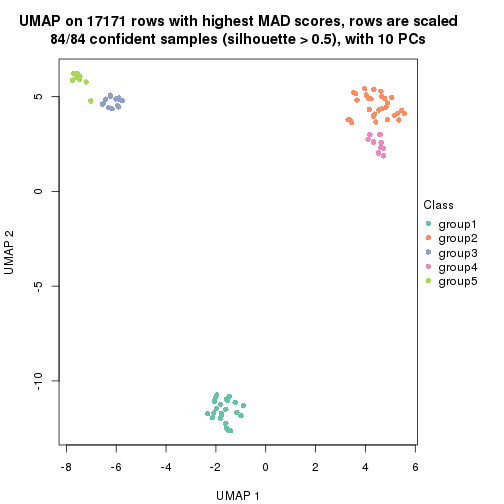 UMAP on 17171 rows with highest MAD scores, rows are scaled
84/84 confident samples (silhouette > 0.5), with 10 PCs
5
0
-5
-10
UMAP 2
-8 -6 -4 -2 0 2 4 6
UMAP 1
Class
group1
group2
group3
group4
group5